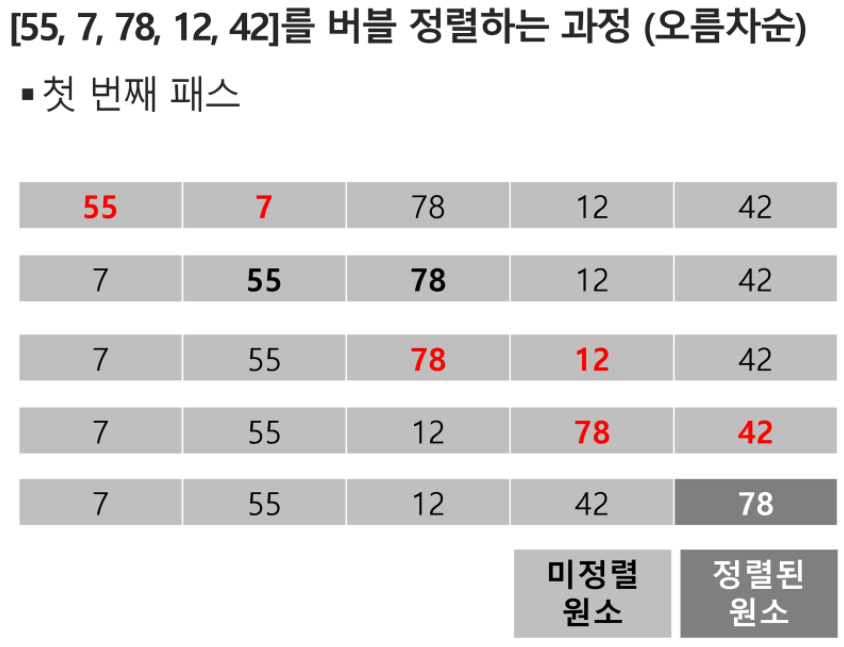 [55, 7, 78, 12, 42]를 버블 정렬하는 과정 (오름차순)
▪ 첫 번째 패스
55 7 78 12 42
7 55 78 12 42
7 55 78 12 42
7 55 12 78 42
7 55 12 42 78
미정렬 정렬된
원소 원소